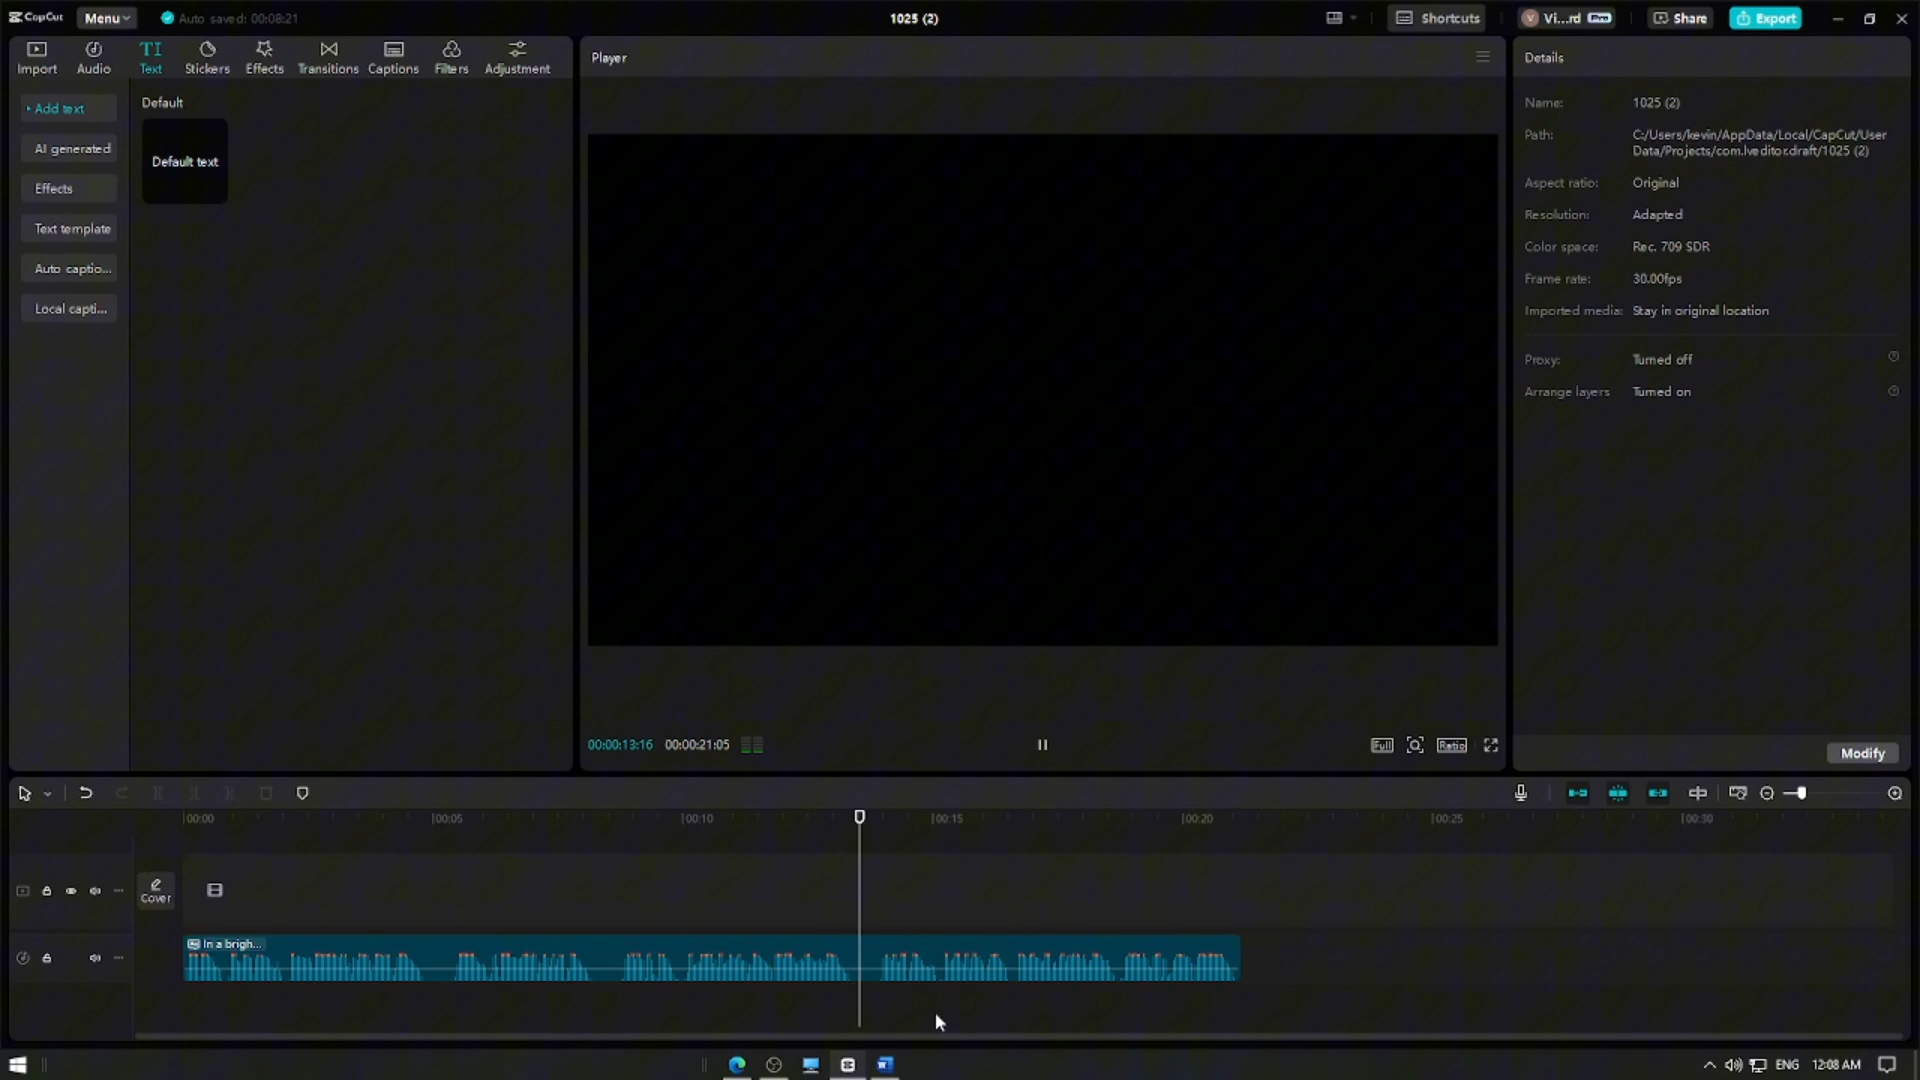 CapCut
Menu
Auto saved: 00:08:21
1025 (2)
Shortcuts
Vi...rd
Pro
Share
Export
Import
Audio
TI
Text
Stickers
Effects
Transitions
Captions
Filters
Adjustment
Add text
AI generated
Effects
Text template
Auto captio...
Local capti...
Default
Default text
Player
00:00:13:16
00:00:21:05
Full
Ratio
Details
Name: 1025 (2)
Path: C:/Users/kevin/AppData/Local/CapCut/User
Data/Projects/com.lveditor.draft/1025 (2)
Aspect ratio: Original
Resolution: Adapted
Color space: Rec. 709 SDR
Frame rate: 30.00fps
Imported media: Stay in original location
Proxy: Turned off
Arrange layers Turned on
Modify
00:00
00:05
00:10
00:15
00:20
00:25
00:30
Cover
In a brigh...
ENG
12:08 AM